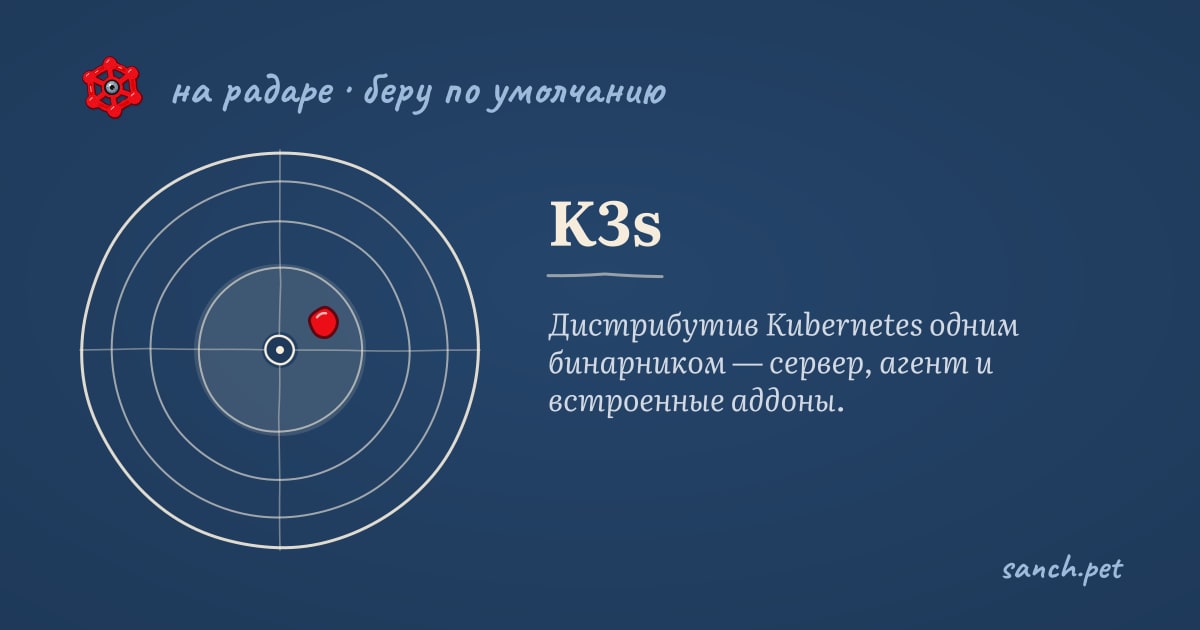 на радаре · беру по умолчанию
K3s
Дистрибутив Kubernetes одним
бинарником — сервер, агент и
встроенные аддоны.
sanch.pet